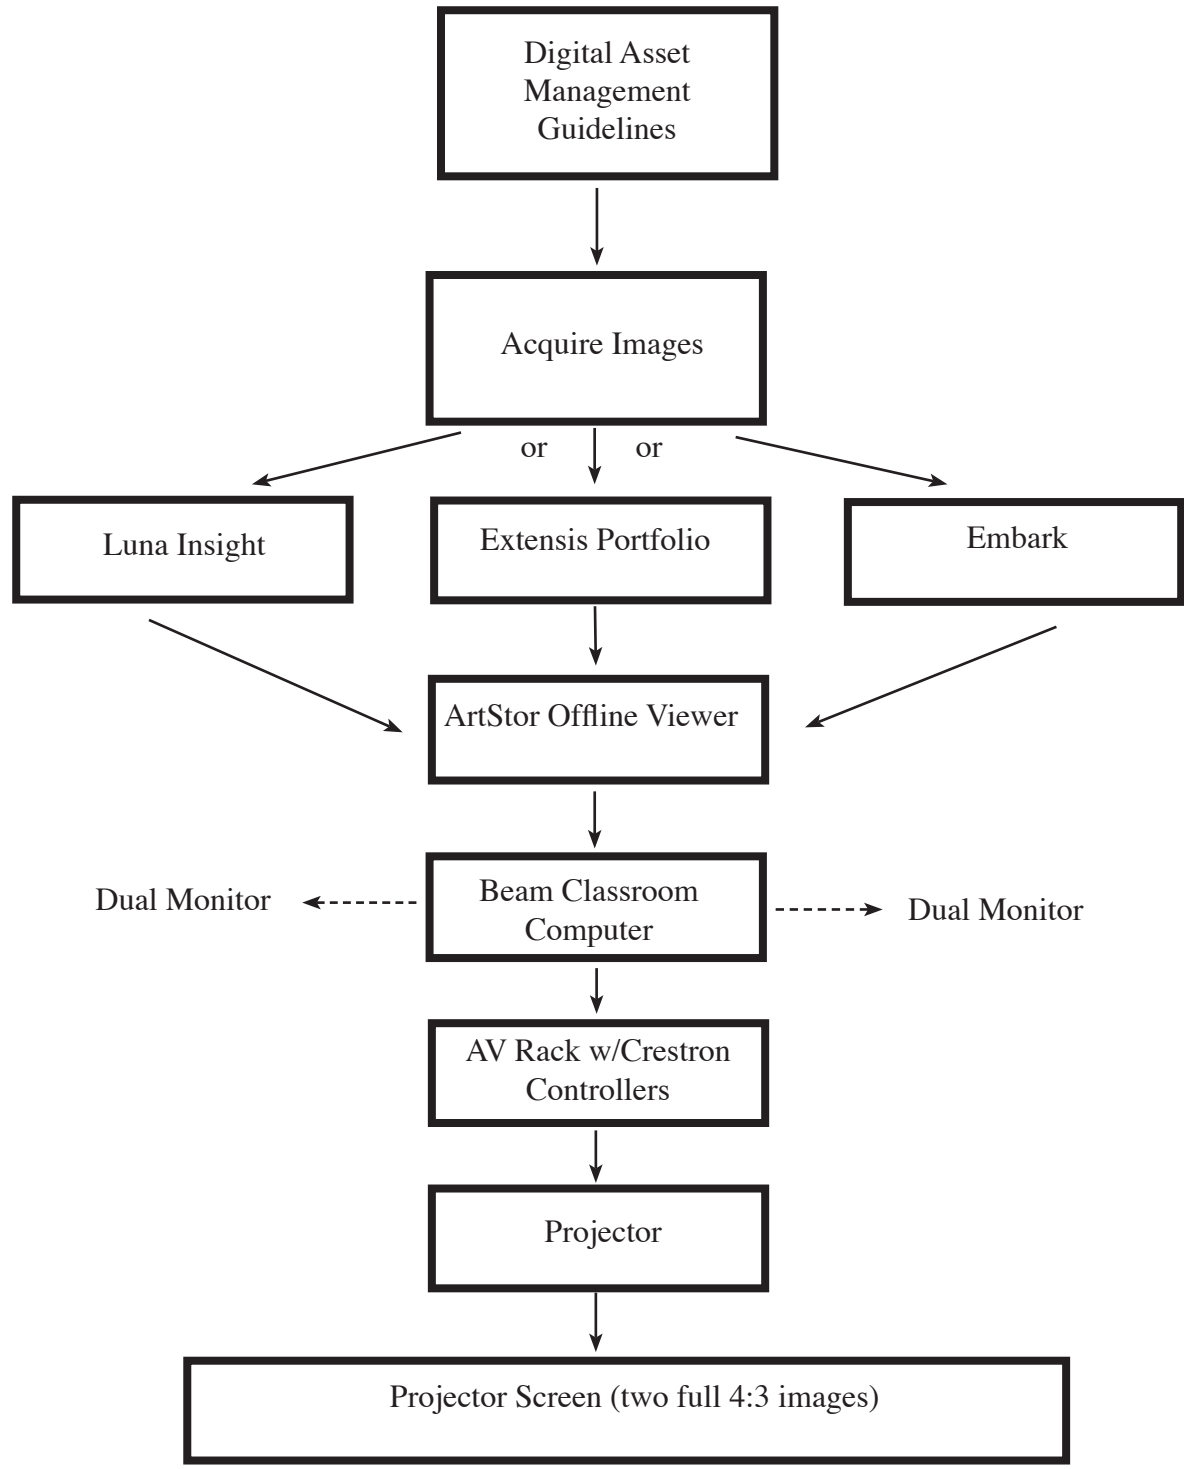 Digital Asset
Management
Guidelines
Acquire Images
or
or
Luna Insight
Extensis Portfolio
Embark
ArtStor Offline Viewer
Dual Monitor
Beam Classroom
Computer
Dual Monitor
AV Rack w/Crestron
Controllers
Projector
Projector Screen (two full 4:3 images)